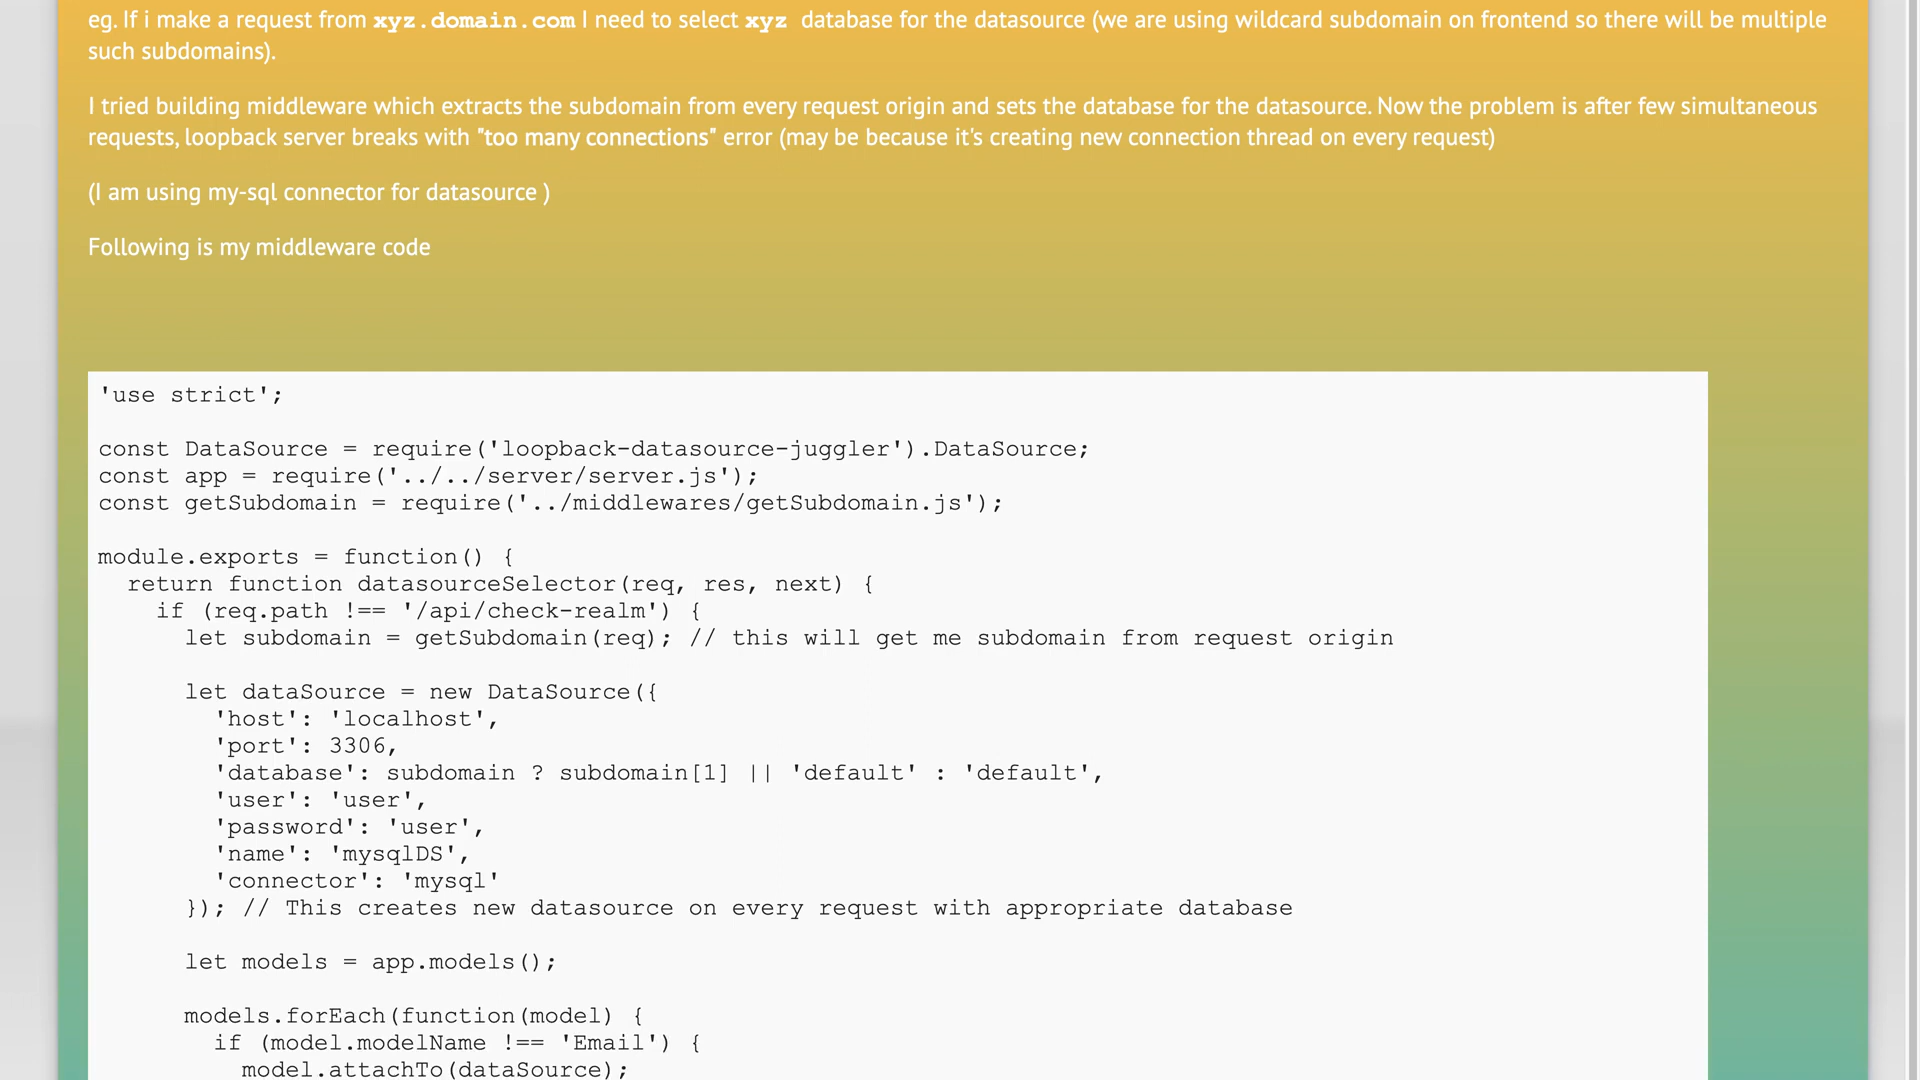 eg. If i make a request from xyz.domain.com I need to select xyz database for the datasource (we are using wildcard subdomain on frontend so there will be multiple
such subdomains).
I tried building middleware which extracts the subdomain from every request origin and sets the database for the datasource. Now the problem is after few simultaneous
requests, loopback server breaks with "too many connections" error (may be because it's creating new connection thread on every request)
(I am using my-sql connector for datasource )
Following is my middleware code
'use strict';
const DataSource = require('loopback-datasource-juggler').DataSource;
const app = require('../../server/server.js');
const getSubdomain = require('../middlewares/getSubdomain.js');
module.exports = function() {
  return function datasourceSelector(req, res, next) {
    if (req.path !== '/api/check-realm') {
      let subdomain = getSubdomain(req); // this will get me subdomain from request origin
      let dataSource = new DataSource({
        'host': 'localhost',
        'port': 3306,
        'database': subdomain ? subdomain[1] || 'default' : 'default',
        'user': 'user',
        'password': 'user',
        'name': 'mysqlDS',
        'connector': 'mysql'
      }); // This creates new datasource on every request with appropriate database
      let models = app.models();
      models.forEach(function(model) {
        if (model.modelName !== 'Email') {
          model.attachTo(dataSource);